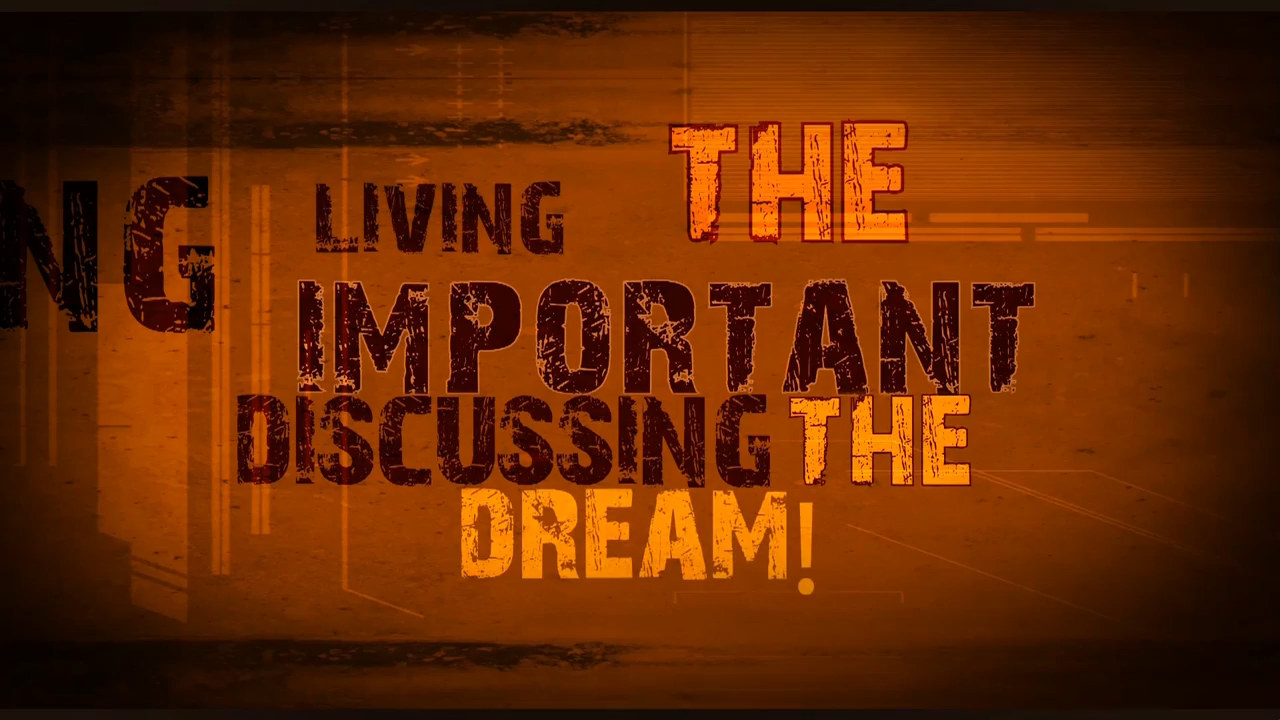 NG
LIVING THE
IMPORTANT
DISCUSSING THE
DREAM!